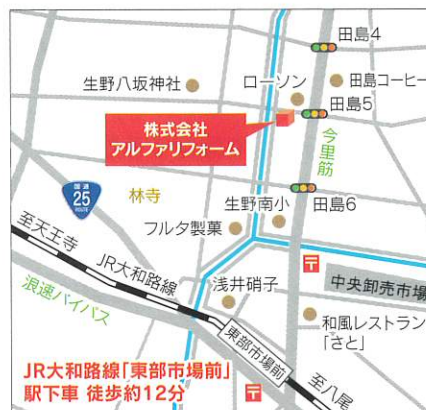 田島4
生野八坂神社
ローソン
田島コーヒー
田島5
株式会社
アルファリフォーム
今里筋
国道
25
ROUTE
林寺
生野南小
田島6
フルタ製菓
至天王寺
JR大和路線
〒
中央卸売市場
浪速バイパス
浅井硝子
和風レストラン
「さと」
東部市場前
至八尾
JR大和路線「東部市場前」
駅下車 徒歩約12分
〒